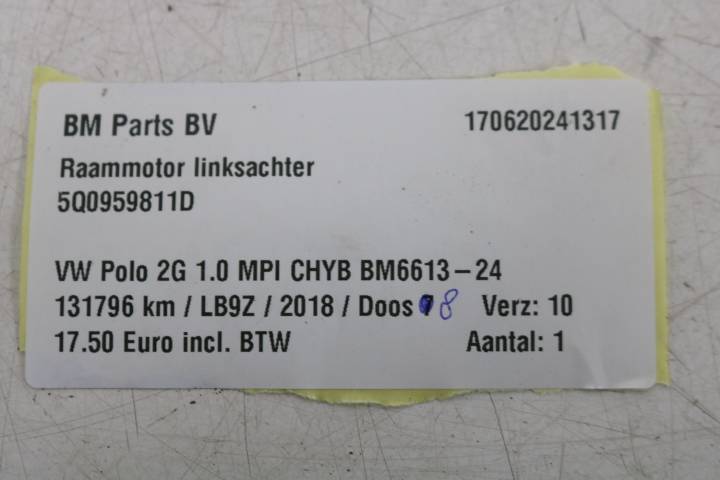 BM Parts BV 170620241317
Raammotor linksachter
5Q0959811D
VW Polo 2G 1.0 MPI CHYB BM6613-24
131796 km / LB9Z / 2018 / Doos 8 Verz: 10
17.50 Euro incl. BTW Aantal: 1